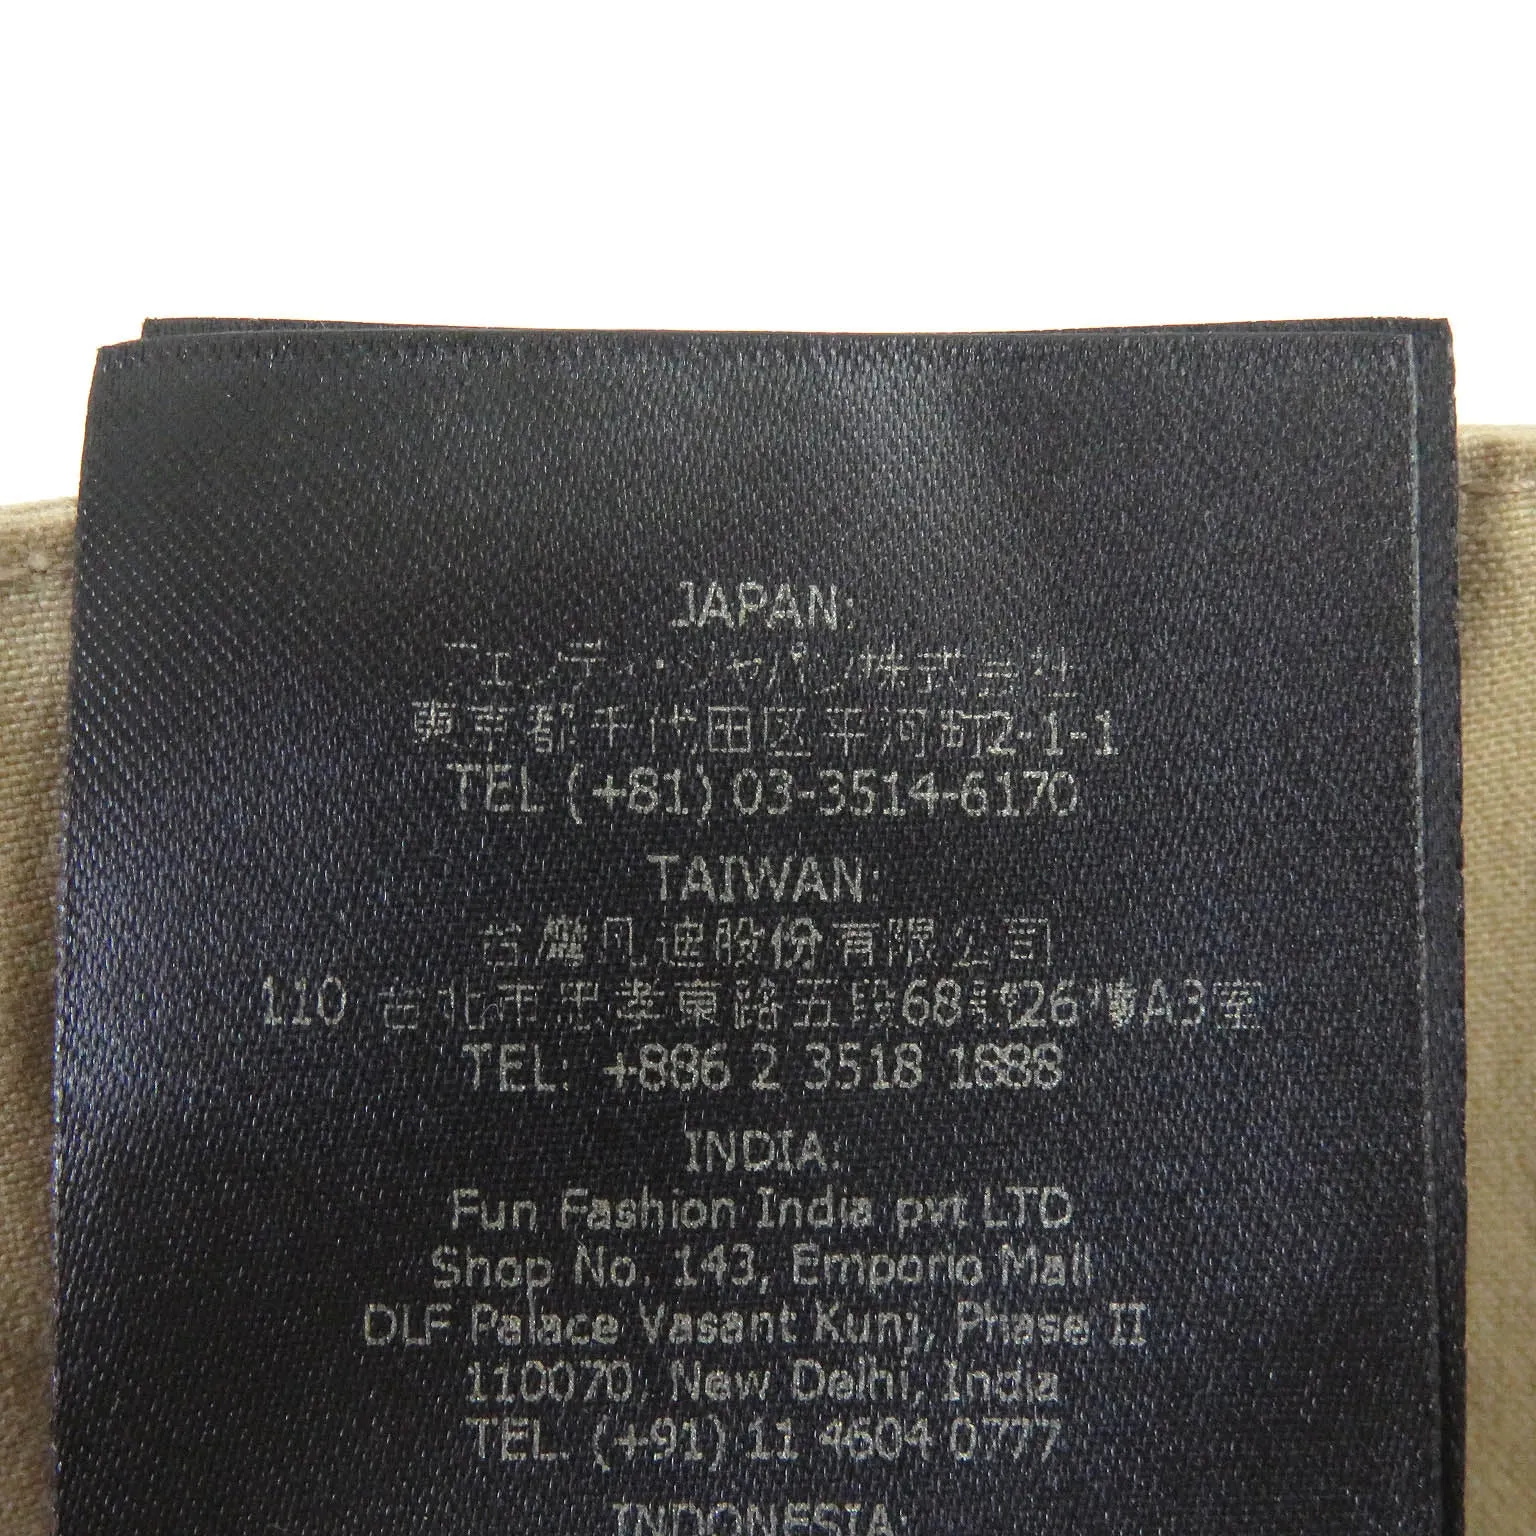 JAPAN:
フェンディ・ジャパン株式会社
東京都千代田区平河町2-1-1
TEL (+81) 03-3514-6170
TAIWAN:
台灣凡迪股份有限公司
110 台北市忠孝東路五段68號26樓A3室
TEL: +886 2 3518 1888
INDIA:
Fun Fashion India pvt LTD
Shop No. 143, Emporio Mall
DLF Palace Vasant Kunj, Phase II
110070, New Delhi, India
TEL. (+91) 11 4604 0777
INDONESIA: